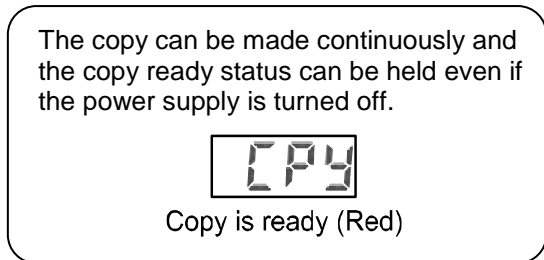 The copy can be made continuously and
the copy ready status can be held even if
the power supply is turned off.
CPY
Copy is ready (Red)